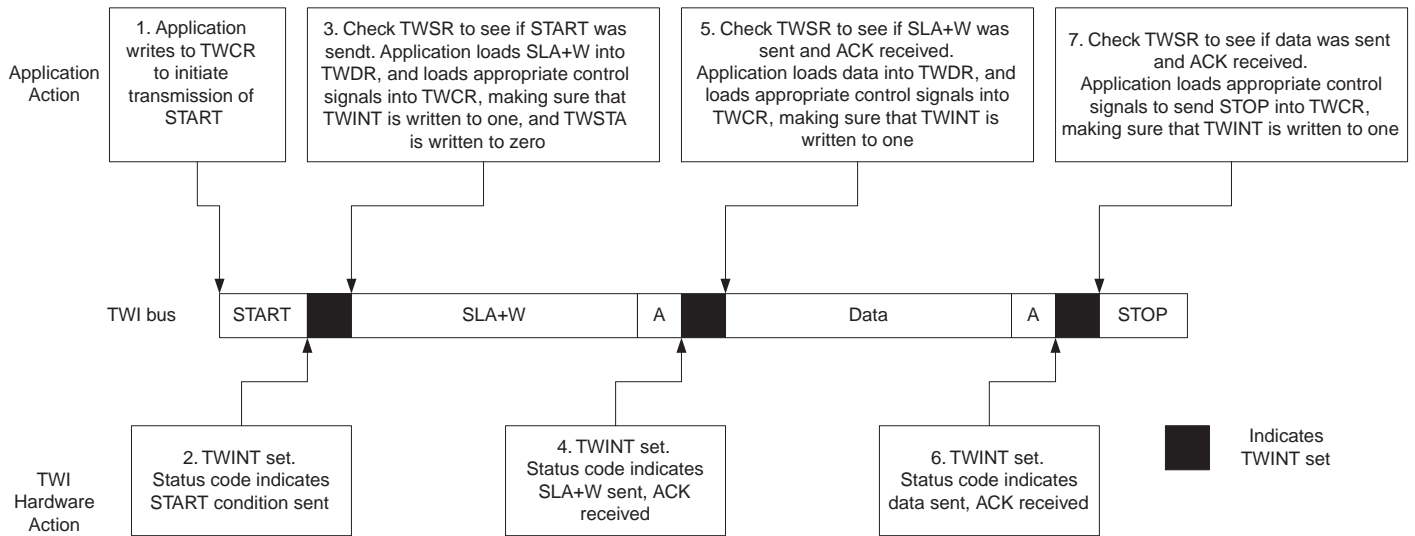 Application
Action
1. Application
writes to TWCR
to initiate
transmission of
START
3. Check TWSR to see if START was
sendt. Application loads SLA+W into
TWDR, and loads appropriate control
signals into TWCR, making sure that
TWINT is written to one, and TWSTA
is written to zero
5. Check TWSR to see if SLA+W was
sent and ACK received.
Application loads data into TWDR, and
loads appropriate control signals into
TWCR, making sure that TWINT is
written to one
7. Check TWSR to see if data was sent
and ACK received.
Application loads appropriate control
signals to send STOP into TWCR,
making sure that TWINT is written to one
TWI bus
START
SLA+W
A
Data
A
STOP
TWI
Hardware
Action
2. TWINT set.
Status code indicates
START condition sent
4. TWINT set.
Status code indicates
SLA+W sent, ACK
received
6. TWINT set.
Status code indicates
data sent, ACK received
Indicates
TWINT set